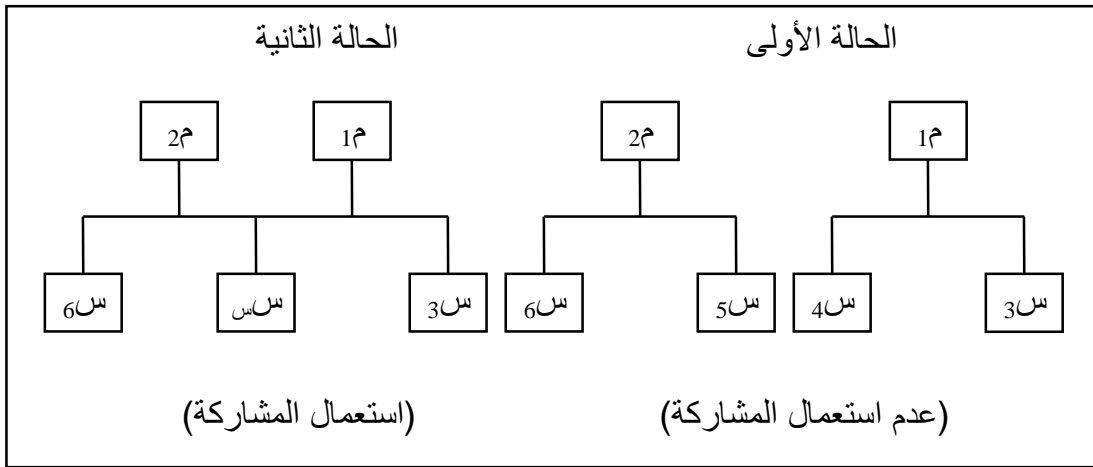 الحالة الأولى
الحالة الثانية
م1
م2
م1
م2
س3
س4
س5
س6
س3
سس
س6
(عدم استعمال المشاركة)
(استعمال المشاركة)